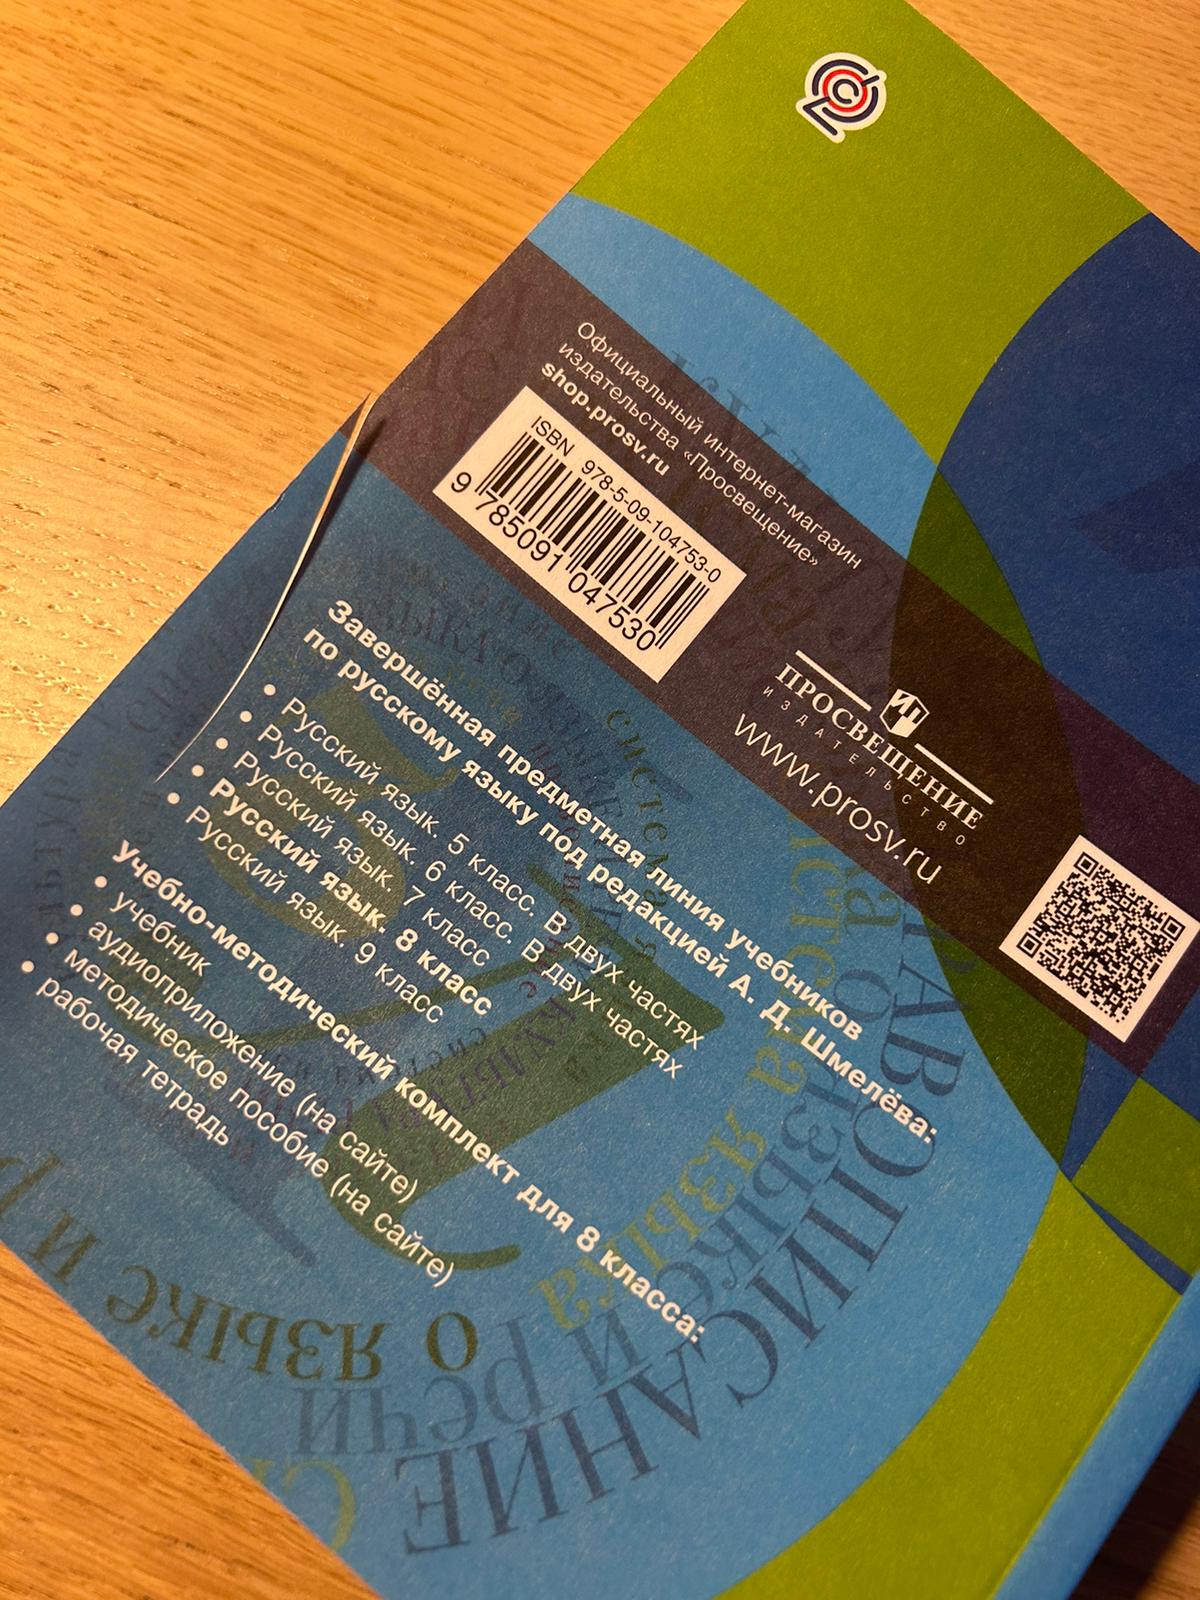 Официальный интернет-магазин
издательства «Просвещение»
shop.prosv.ru
ISBN 978-5-09-104753-0
9 785091 047530
ПРОСВЕЩЕНИЕ
ИЗДАТЕЛЬСТВО
www.prosv.ru
Завершённая предметная линия учебников
по русскому языку под редакцией А. Д. Шмелёва:
• Русский язык. 5 класс. В двух частях
• Русский язык. 6 класс. В двух частях
• Русский язык. 7 класс
• Русский язык. 8 класс
• Русский язык. 9 класс
Учебно-методический комплект для 8 класса:
• учебник
• аудиоприложение (на сайте)
• методическое пособие (на сайте)
• рабочая тетрадь